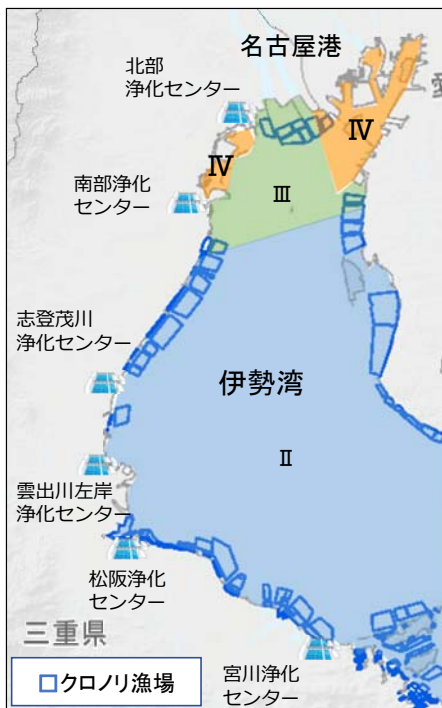 名古屋港
北部
浄化センター
愛
Ⅳ
Ⅳ
Ⅲ
南部浄化
センター
志登茂川
浄化センター
伊勢湾
Ⅱ
雲出川左岸
浄化センター
松阪浄化
センター
三重県
クロノリ漁場
宮川浄化
センター